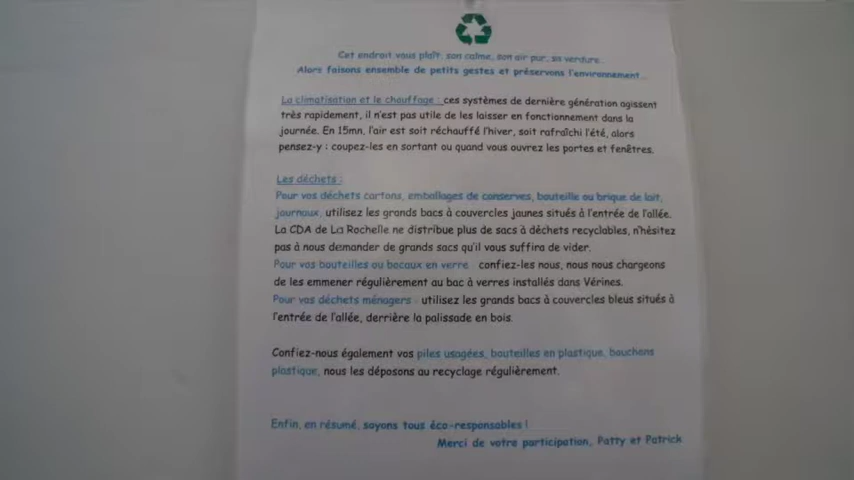 Cet endroit vous plaît, son calme, son air pur, sa verdure...
Alors faisons ensemble de petits gestes et préservons l'environnement...
La climatisation et le chauffage : ces systèmes de dernière génération agissent
très rapidement, il n'est pas utile de les laisser en fonctionnement dans la
journée. En 15mn, l'air est soit réchauffé l'hiver, soit rafraîchi l'été, alors
pensez-y : coupez-les en sortant ou quand vous ouvrez les portes et fenêtres.
Les déchets :
Pour vos déchets cartons, emballages de conserves, bouteille ou brique de lait,
journaux, utilisez les grands bacs à couvercles jaunes situés à l'entrée de l'allée.
La CDA de La Rochelle ne distribue plus de sacs à déchets recyclables, n'hésitez
pas à nous demander de grands sacs qu'il vous suffira de vider.
Pour vos bouteilles ou bocaux en verre : confiez-les nous, nous nous chargeons
de les emmener régulièrement au bac à verres installés dans Vérines.
Pour vos déchets ménagers - utilisez les grands bacs à couvercles bleus situés à
l'entrée de l'allée, derrière la palissade en bois.
Confiez-nous également vos piles usagées, bouteilles en plastique, bouchons
plastique, nous les déposons au recyclage régulièrement.
Enfin, en résumé, soyons tous éco-responsables !
Merci de votre participation, Patty et Patrick